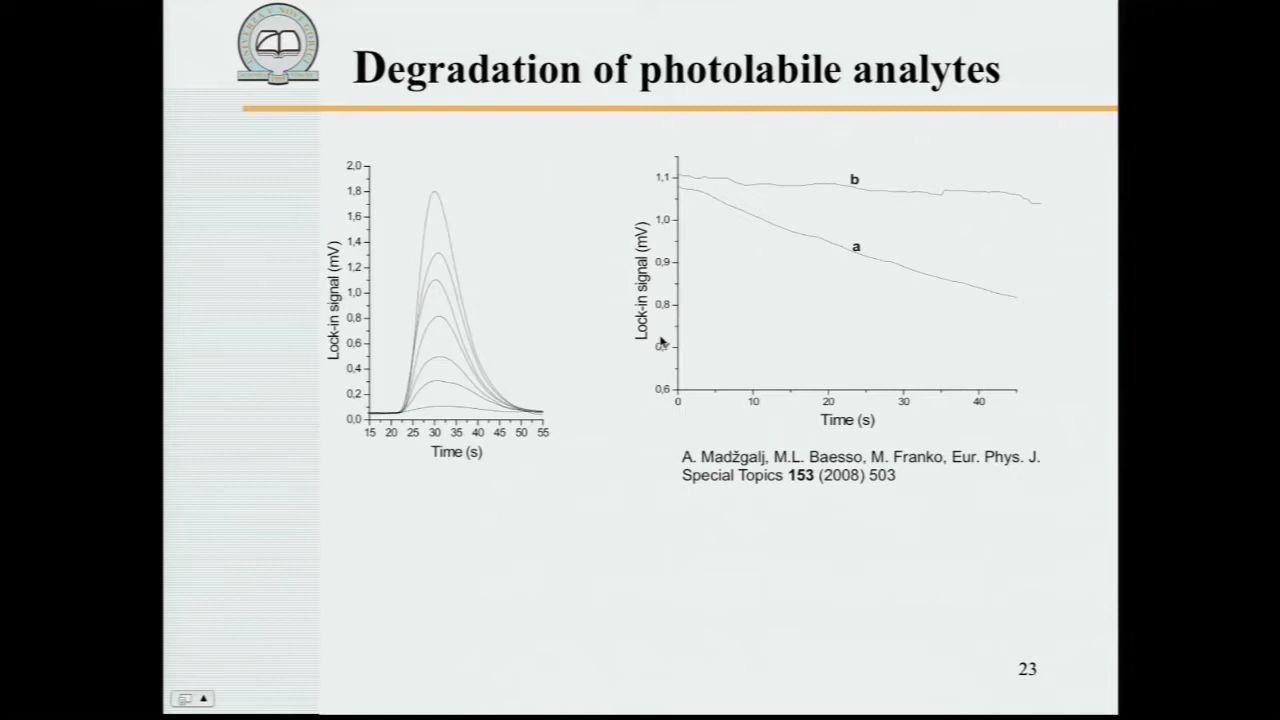 Degradation of photolabile analytes
2,0
1,8
1,6
1,4
1,2
1,0
0,8
0,6
0,4
0,2
0,0
15 20 25 30 35 40 45 50 55
Lock-in signal (mV)
Time (s)
1,1
1,0
0,9
0,8
0,6
0 10 20 30 40
Lock-in signal (mV)
Time (s)
b
a
A. Madžgalj, M.L. Baesso, M. Franko, Eur. Phys. J.
Special Topics 153 (2008) 503
23